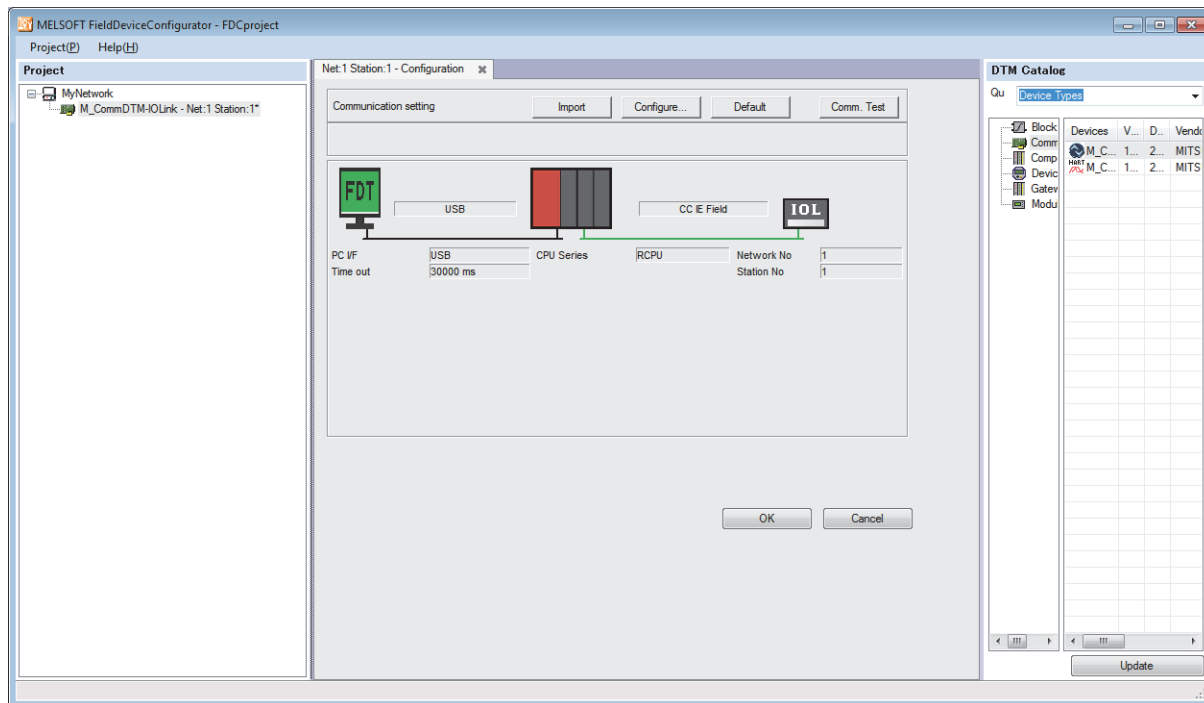 MELSOFT FieldDeviceConfigurator - FDCproject
Project(P) Help(H)
Project
MyNetwork
M_CommDTM-IOLink - Net:1 Station:1*
Net:1 Station:1 - Configuration
Communication setting Import Configure... Default Comm. Test
FDT USB CC IE Field IOL
PC I/F USB CPU Series RCPU Network No 1
Time out 30000 ms Station No 1
OK Cancel
DTM Catalog
Qu Device Types
Block
Comm
Comp
Devic
Gatev
Modu
Devices V... D.. Vendc
M_C... 1... 2... MITS
HART M_C... 1... 2... MITS
Update